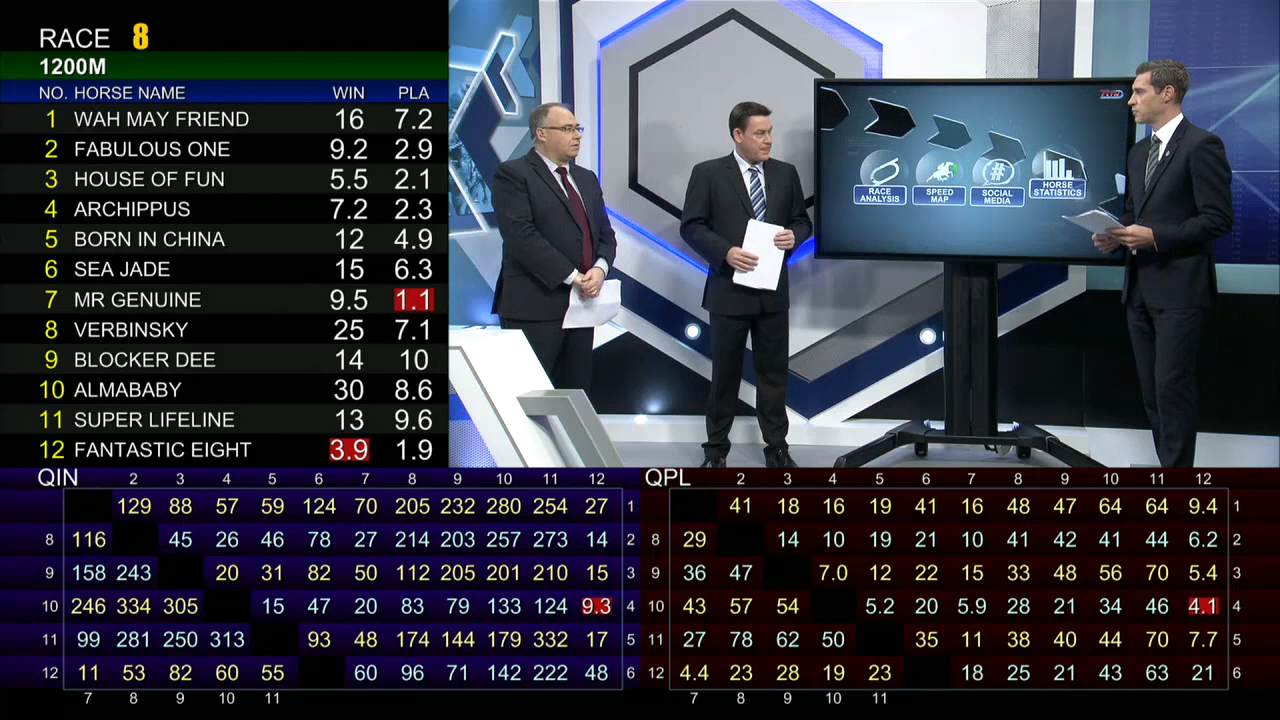 RACE 8
1200M
NO. HORSE NAME WIN PLA
1 WAH MAY FRIEND 16 7.2
2 FABULOUS ONE 9.2 2.9
3 HOUSE OF FUN 5.5 2.1
4 ARCHIPPUS 7.2 2.3
5 BORN IN CHINA 12 4.9
6 SEA JADE 15 6.3
7 MR GENUINE 9.5 1.1
8 VERBINSKY 25 7.1
9 BLOCKER DEE 14 10
10 ALMABABY 30 8.6
11 SUPER LIFELINE 13 9.6
12 FANTASTIC EIGHT 3.9 1.9
RACE ANALYSIS
SPEED MAP
#
SOCIAL MEDIA
HORSE STATISTICS
QIN 2 3 4 5 6 7 8 9 10 11 12
129 88 57 59 124 70 205 232 280 254 27 1
8 116 45 26 46 78 27 214 203 257 273 14 2
9 158 243 20 31 82 50 112 205 201 210 15 3
10 246 334 305 15 47 20 83 79 133 124 9.3 4
11 99 281 250 313 93 48 174 144 179 332 17 5
12 11 53 82 60 55 60 96 71 142 222 48 6
7 8 9 10 11
QPL 2 3 4 5 6 7 8 9 10 11 12
41 18 16 19 41 16 48 47 64 64 9.4 1
8 29 14 10 19 21 10 41 42 41 44 6.2 2
9 36 47 7.0 12 22 15 33 48 56 70 5.4 3
10 43 57 54 5.2 20 5.9 28 21 34 46 4.1 4
11 27 78 62 50 35 11 38 40 44 70 7.7 5
12 4.4 23 28 19 23 18 25 21 43 63 21 6
7 8 9 10 11